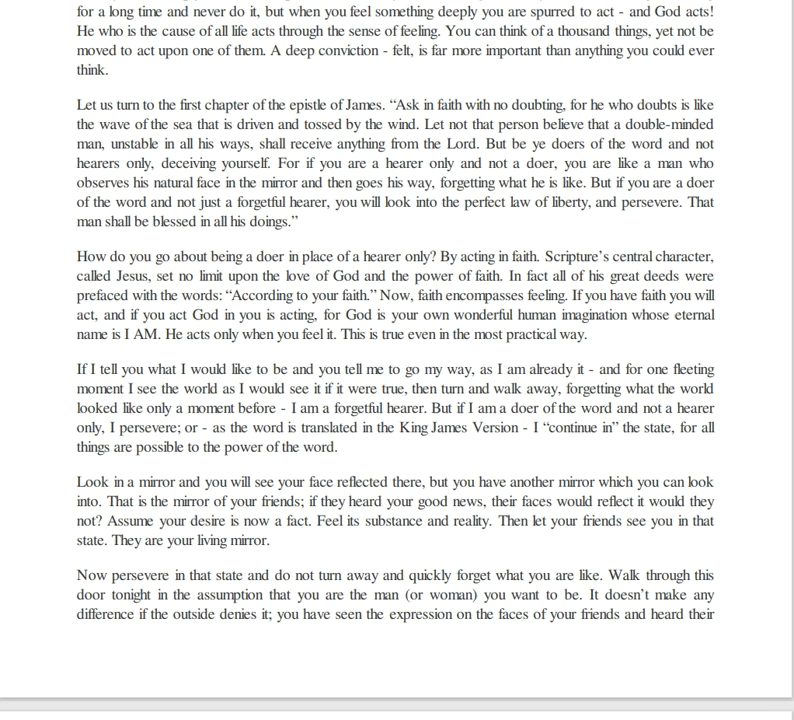 for a long time and never do it, but when you feel something deeply you are spurred to act - and God acts!
He who is the cause of all life acts through the sense of feeling. You can think of a thousand things, yet not be
moved to act upon one of them. A deep conviction - felt, is far more important than anything you could ever
think.
Let us turn to the first chapter of the epistle of James. “Ask in faith with no doubting, for he who doubts is like
the wave of the sea that is driven and tossed by the wind. Let not that person believe that a double-minded
man, unstable in all his ways, shall receive anything from the Lord. But be ye doers of the word and not
hearers only, deceiving yourself. For if you are a hearer only and not a doer, you are like a man who
observes his natural face in the mirror and then goes his way, forgetting what he is like. But if you are a doer
of the word and not just a forgetful hearer, you will look into the perfect law of liberty, and persevere. That
man shall be blessed in all his doings.”
How do you go about being a doer in place of a hearer only? By acting in faith. Scripture’s central character,
called Jesus, set no limit upon the love of God and the power of faith. In fact all of his great deeds were
prefaced with the words: “According to your faith.” Now, faith encompasses feeling. If you have faith you will
act, and if you act God in you is acting, for God is your own wonderful human imagination whose eternal
name is I AM. He acts only when you feel it. This is true even in the most practical way.
If I tell you what I would like to be and you tell me to go my way, as I am already it - and for one fleeting
moment I see the world as I would see it if it were true, then turn and walk away, forgetting what the world
looked like only a moment before - I am a forgetful hearer. But if I am a doer of the word and not a hearer
only, I persevere; or - as the word is translated in the King James Version - I “continue in” the state, for all
things are possible to the power of the word.
Look in a mirror and you will see your face reflected there, but you have another mirror which you can look
into. That is the mirror of your friends; if they heard your good news, their faces would reflect it would they
not? Assume your desire is now a fact. Feel its substance and reality. Then let your friends see you in that
state. They are your living mirror.
Now persevere in that state and do not turn away and quickly forget what you are like. Walk through this
door tonight in the assumption that you are the man (or woman) you want to be. It doesn’t make any
difference if the outside denies it; you have seen the expression on the faces of your friends and heard their